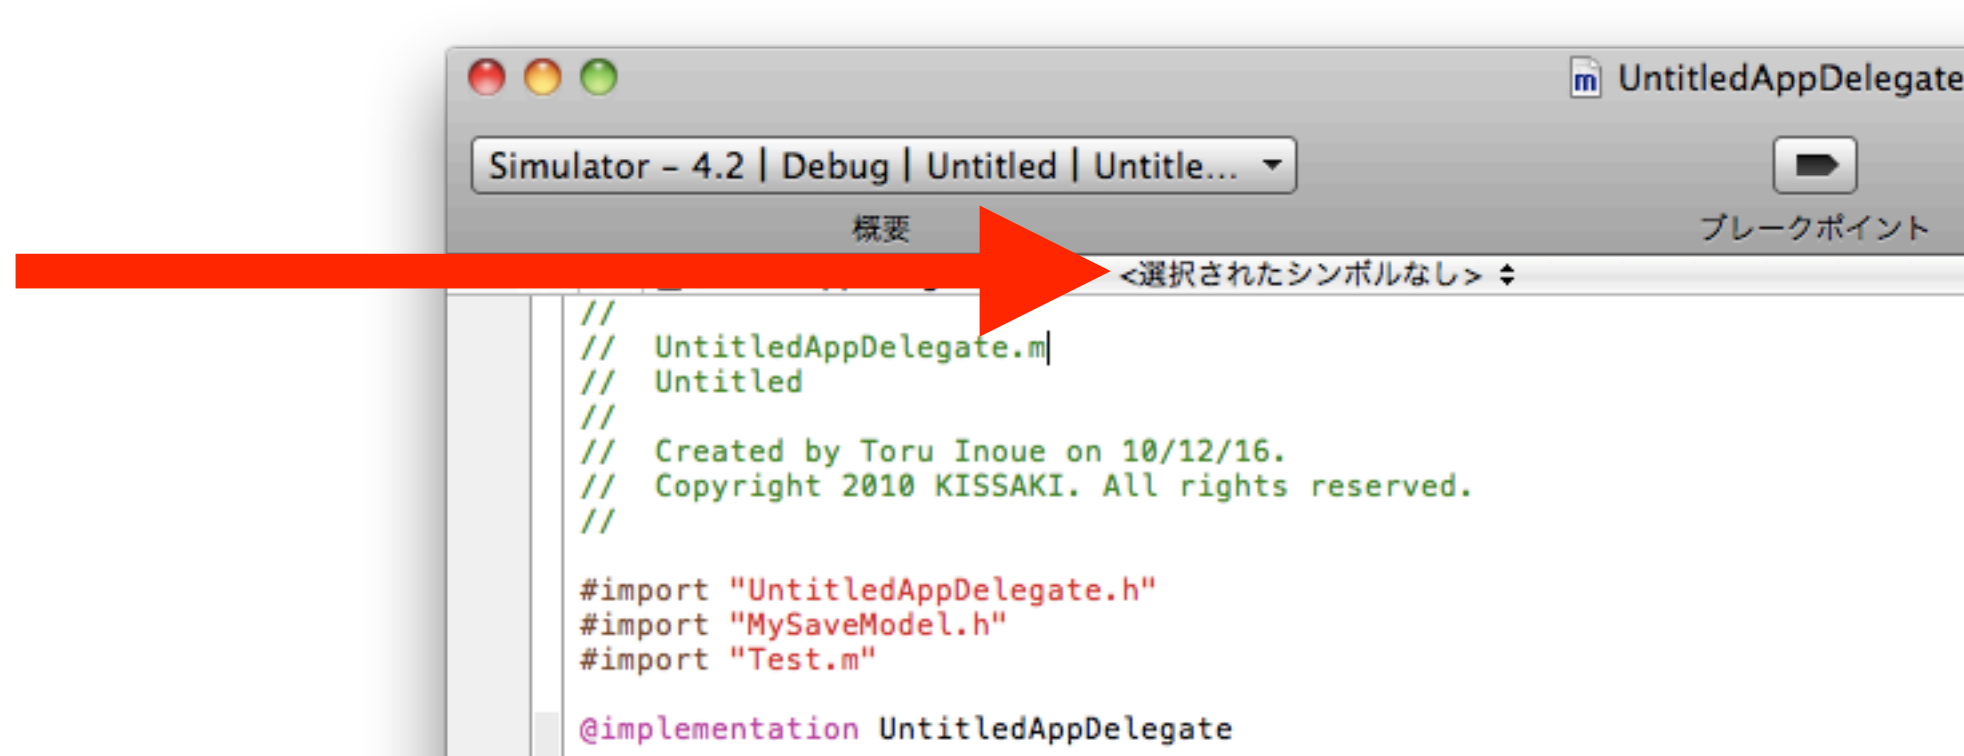 UntitledAppDelegate
Simulator – 4.2 | Debug | Untitled | Untitle...
概要
ブレークポイント
<選択されたシンボルなし>
//
//  UntitledAppDelegate.m
//  Untitled
//
//  Created by Toru Inoue on 10/12/16.
//  Copyright 2010 KISSAKI. All rights reserved.
//
#import "UntitledAppDelegate.h"
#import "MySaveModel.h"
#import "Test.m"
@implementation UntitledAppDelegate